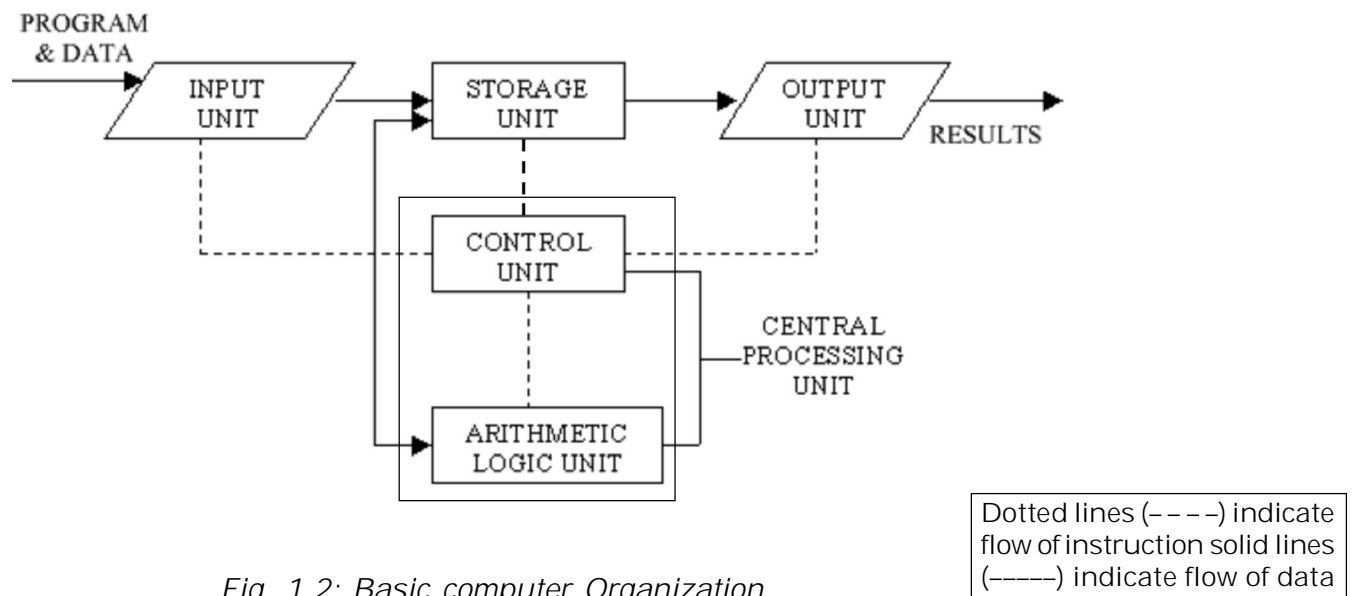 PROGRAM
& DATA
INPUT
UNIT
STORAGE
UNIT
OUTPUT
UNIT
RESULTS
CONTROL
UNIT
CENTRAL
PROCESSING
UNIT
ARITHMETIC
LOGIC UNIT
Dotted lines (– – – –) indicate
flow of instruction solid lines
(–––––) indicate flow of data
Fig. 1.2: Basic computer Organization